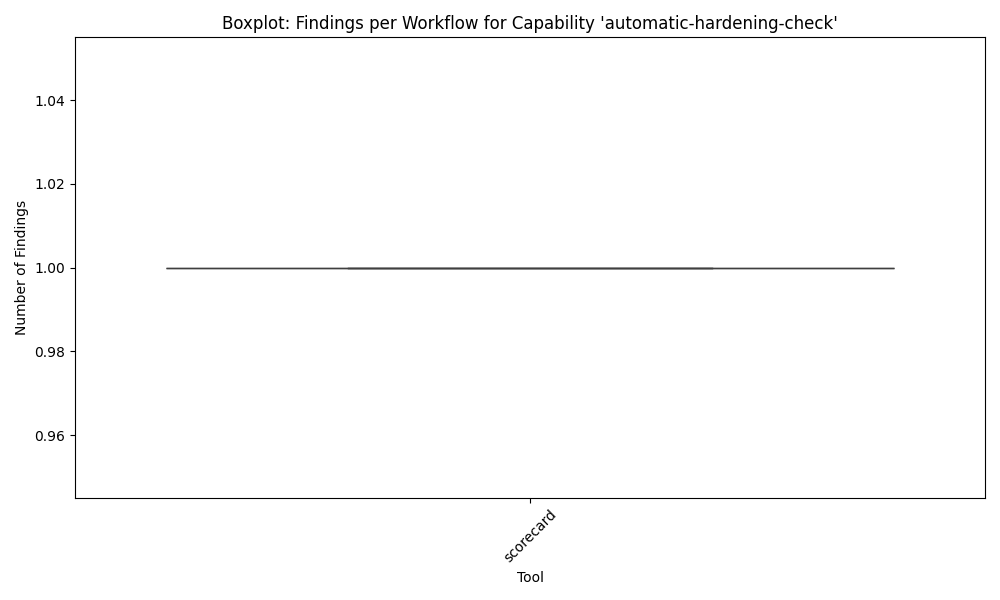 Boxplot: Findings per Workflow for Capability 'automatic-hardening-check'
1.04
1.02
1.00
0.98
0.96
Number of Findings
scorecard
Tool